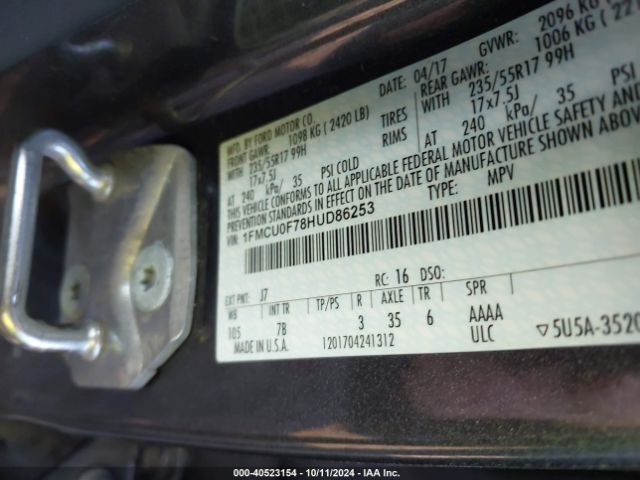 MFD. BY FORD MOTOR CO.
DATE: 04/17 GVWR: 2096 KG
FRONT GAWR: 1098 KG ( 2420 LB) REAR GAWR: 1006 KG
WITH 235/55R17 99H TIRES WITH 235/55R17 99H
17x7.5J RIMS 17x7.5J
AT 240 kPa/ 35 PSI COLD AT 240 kPa/ 35 PSI
THIS VEHICLE CONFORMS TO ALL APPLICABLE FEDERAL MOTOR VEHICLE SAFETY AND
PREVENTION STANDARDS IN EFFECT ON THE DATE OF MANUFACTURE SHOWN ABOVE
VIN: 1FMCU0F78HUD86253 TYPE: MPV
EXT PNT: J7 RC: 16 DSO:
WB INT TR TP/PS R AXLE TR SPR
105 7B 3 35 6 AAAA
MADE IN U.S.A. 1201704241312 ULC ▽5U5A-3520
000-40523154 - 10/11/2024 - IAA Inc.